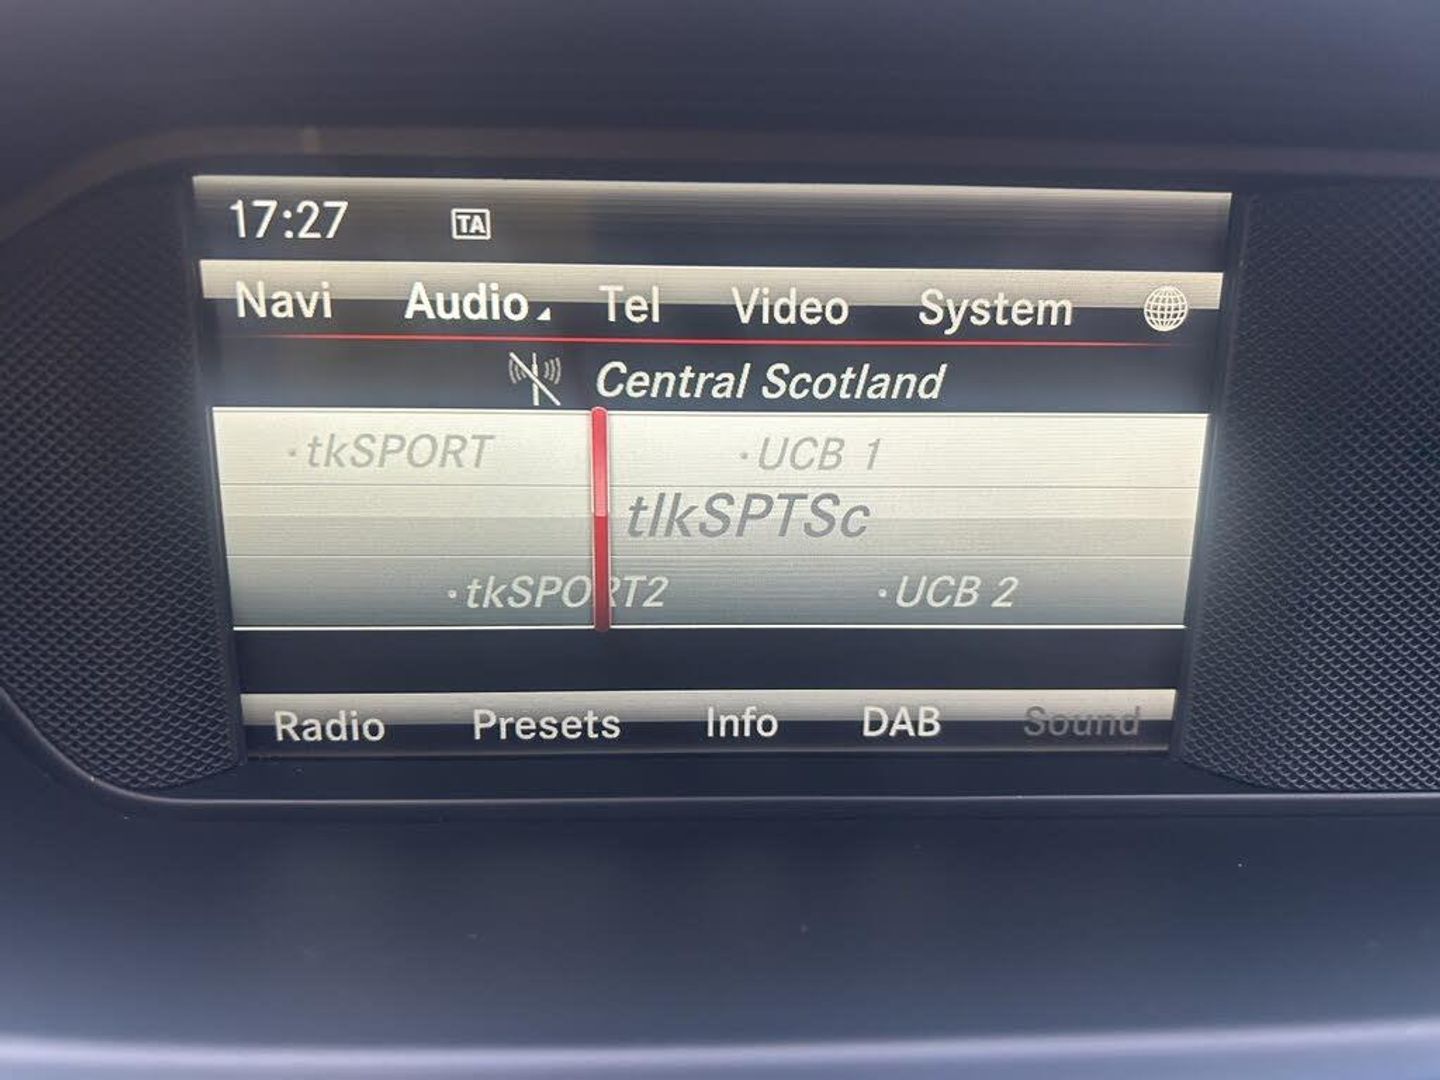 17:27 TA
Navi Audio Tel Video System
Central Scotland
·tkSPORT ·UCB 1
tlkSPTSc
·tkSPORT2 ·UCB 2
Radio Presets Info DAB Sound